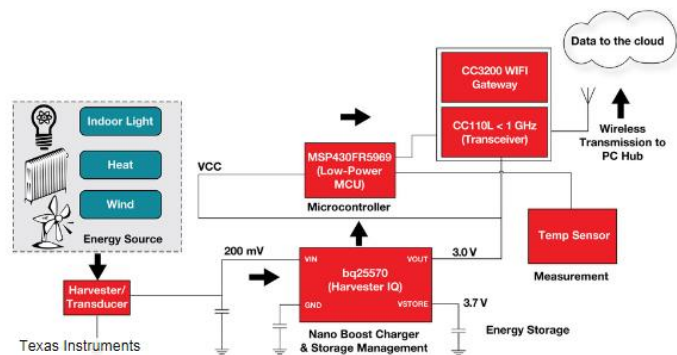 Data to the cloud
CC3200 WIFI
Gateway
CC110L < 1 GHz
(Transceiver)
Wireless
Transmission to
PC Hub
Indoor Light
Heat
Wind
Energy Source
VCC
MSP430FR5969
(Low-Power
MCU)
Microcontroller
Temp Sensor
Measurement
200 mV
VIN
VOUT
3.0 V
bq25570
(Harvester IQ)
GND
VSTORE
3.7 V
Harvester/
Transducer
Energy Storage
Nano Boost Charger
& Storage Management
Texas Instruments